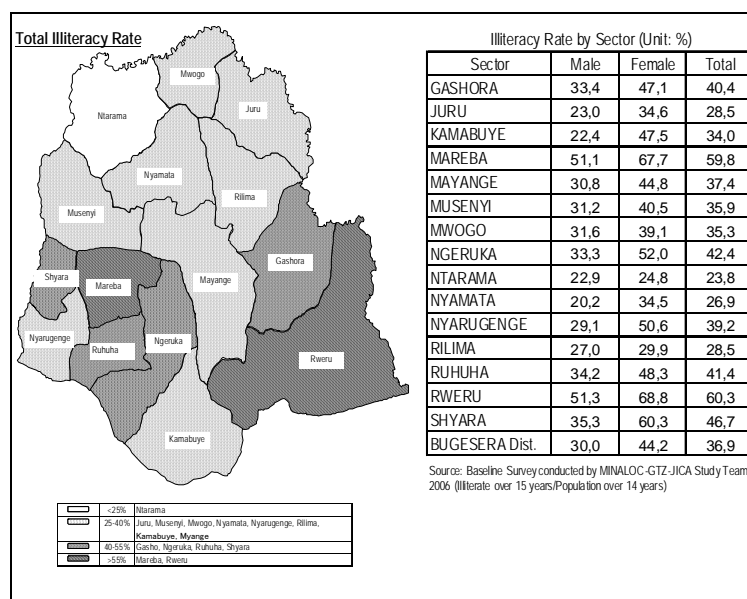 Total Illiteracy Rate
Mwogo
Juru
Ntarama
Nyamata
Rilima
Musenyi
Gashora
Shyara
Mareba
Mayange
Nyarugenge
Ruhuha
Ngeruka
Rweru
Kamabuye
<25% Ntarama
25-40% Juru, Musenyi, Mwogo, Nyamata, Nyarugenge, Rilima,
Kamabuye, Myange
40-55% Gasho, Ngeruka, Ruhuha, Shyara
>55% Mareba, Rweru
Illiteracy Rate by Sector (Unit: %)
Sector Male Female Total
GASHORA 33,4 47,1 40,4
JURU 23,0 34,6 28,5
KAMABUYE 22,4 47,5 34,0
MAREBA 51,1 67,7 59,8
MAYANGE 30,8 44,8 37,4
MUSENYI 31,2 40,5 35,9
MWOGO 31,6 39,1 35,3
NGERUKA 33,3 52,0 42,4
NTARAMA 22,9 24,8 23,8
NYAMATA 20,2 34,5 26,9
NYARUGENGE 29,1 50,6 39,2
RILIMA 27,0 29,9 28,5
RUHUHA 34,2 48,3 41,4
RWERU 51,3 68,8 60,3
SHYARA 35,3 60,3 46,7
BUGESERA Dist. 30,0 44,2 36,9
Source: Baseline Survey conducted by MINALOC-GTZ-JICA Study Team
2006 (Illiterate over 15 years/Population over 14 years)